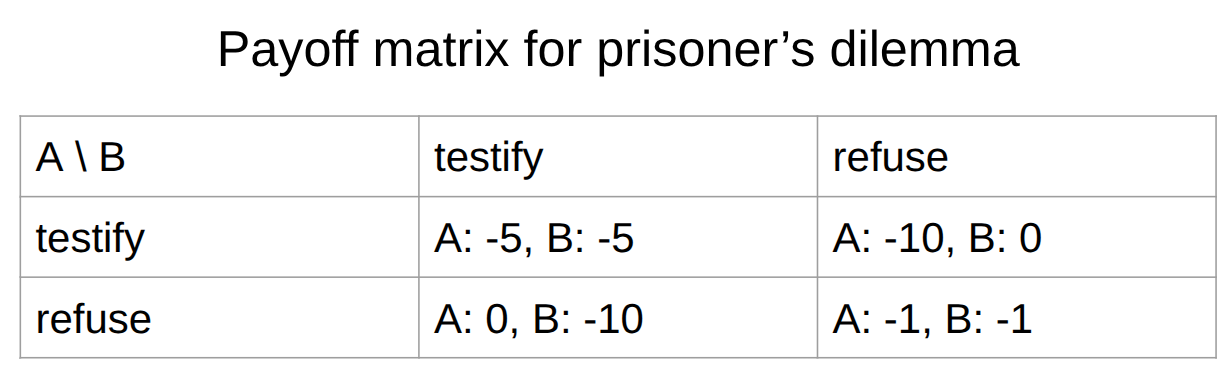 Payoff matrix for prisoner’s dilemma
A \ B testify refuse
testify A: -5, B: -5 A: -10, B: 0
refuse A: 0, B: -10 A: -1, B: -1